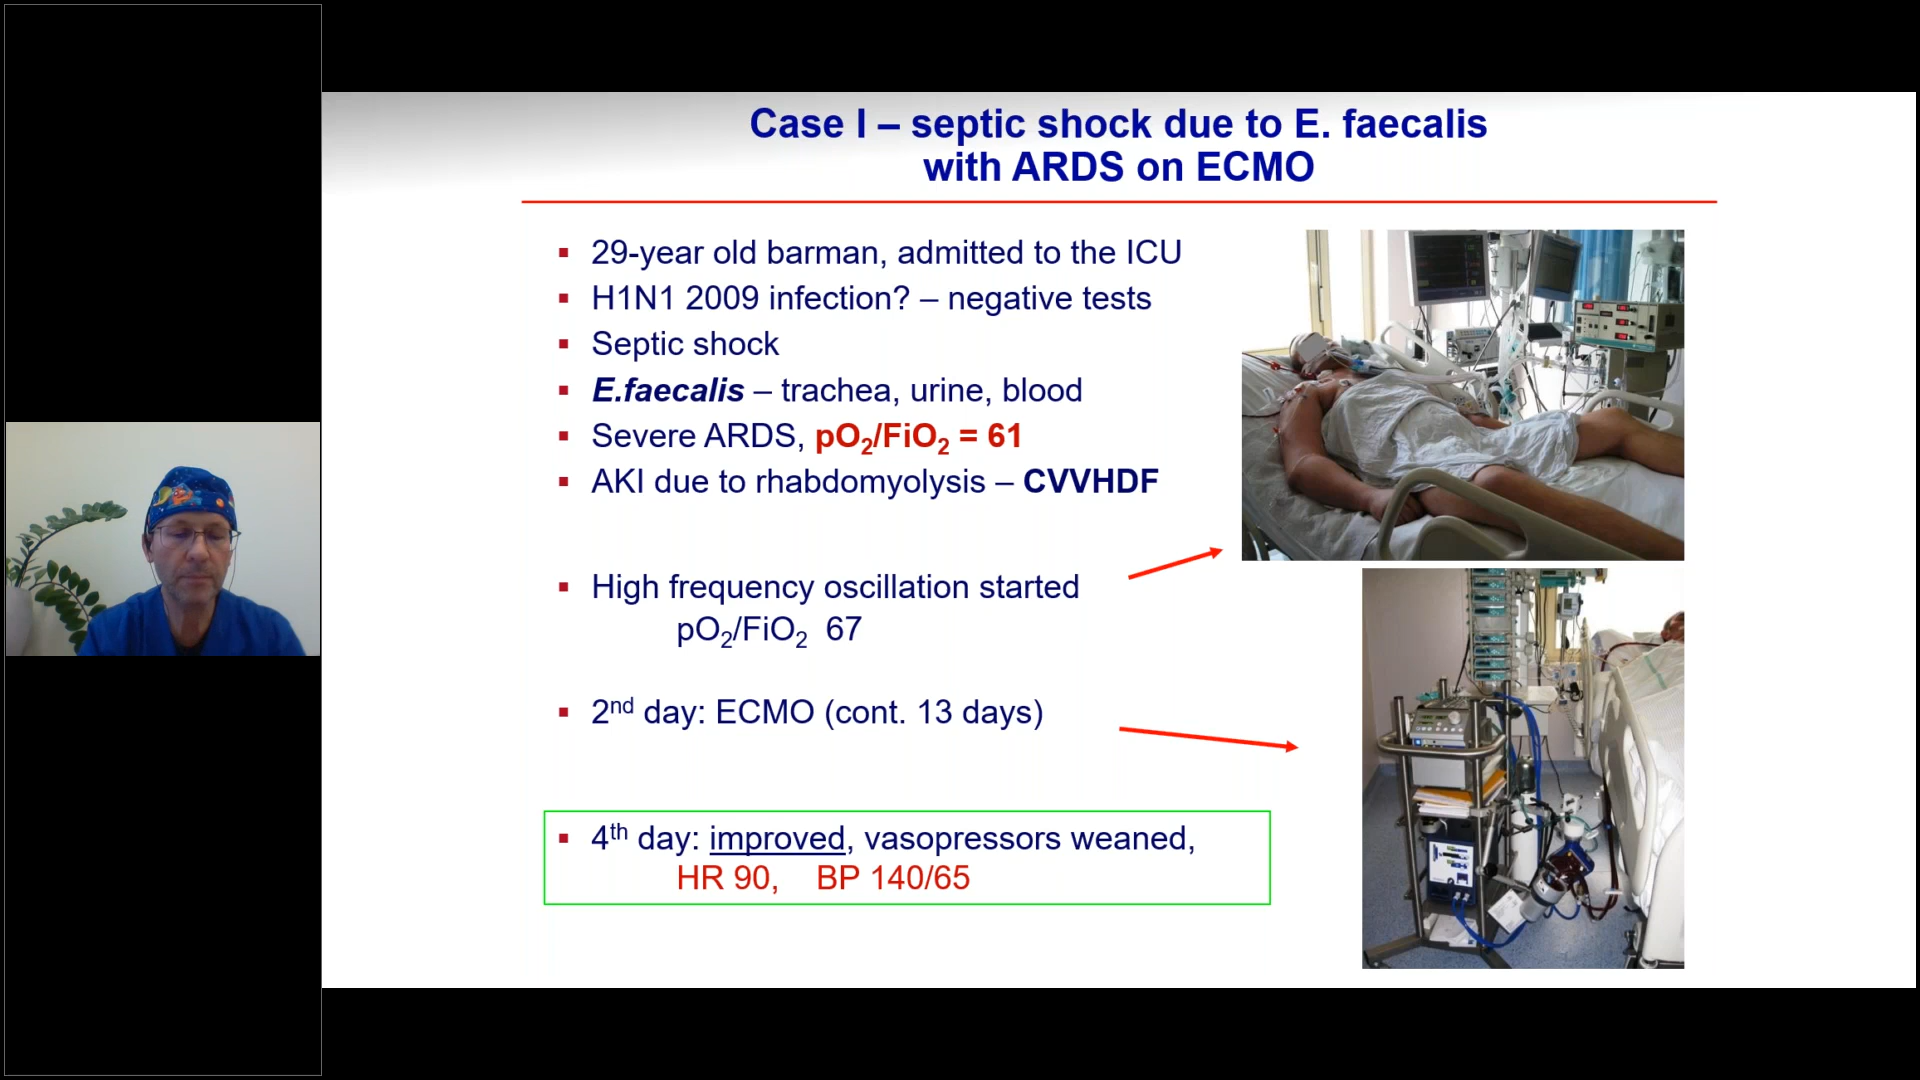 Case I – septic shock due to E. faecalis
with ARDS on ECMO
▪ 29-year old barman, admitted to the ICU
▪ H1N1 2009 infection? – negative tests
▪ Septic shock
▪ E.faecalis – trachea, urine, blood
▪ Severe ARDS, pO₂/FiO₂ = 61
▪ AKI due to rhabdomyolysis – CVVHDF
▪ High frequency oscillation started
pO₂/FiO₂ 67
▪ 2nd day: ECMO (cont. 13 days)
▪ 4th day: improved, vasopressors weaned,
HR 90, BP 140/65